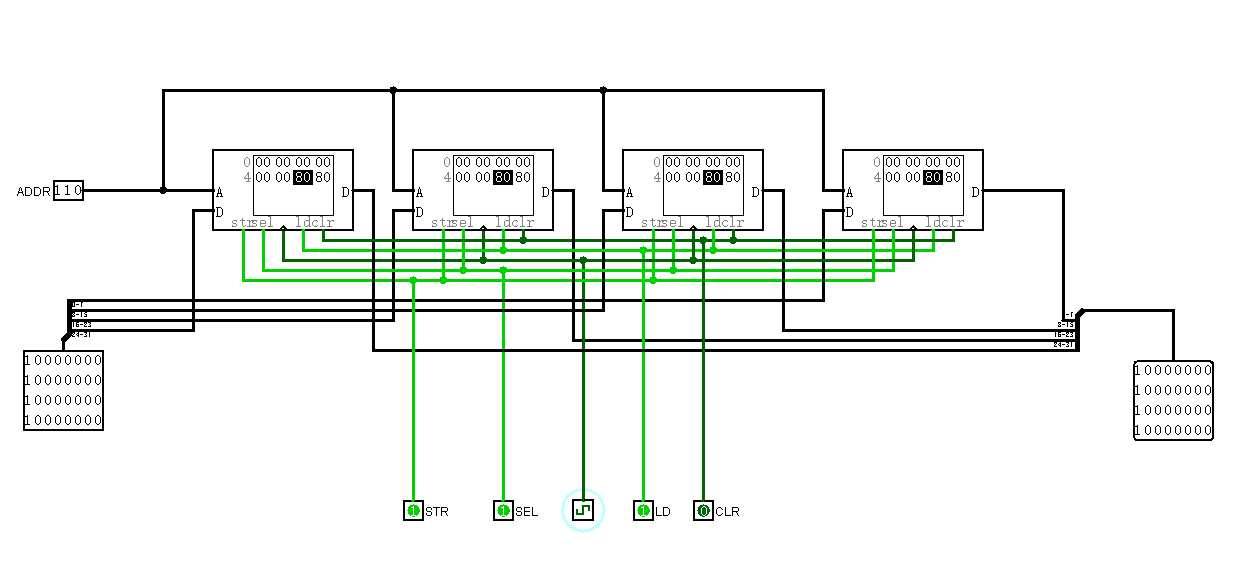 0 00 00 00 00
4 00 00 80 80
A D D
str sel ld clr
0 00 00 00 00
4 00 00 80 80
A D D
str sel ld clr
0 00 00 00 00
4 00 00 80 80
A D D
str sel ld clr
0 00 00 00 00
4 00 00 80 80
A D D
str sel ld clr
ADDR 110
0-7
8-15
16-23
24-31
10000000
10000000
10000000
10000000
-7
8-15
16-23
24-31
10000000
10000000
10000000
10000000
1 STR
1 SEL
1 LD
0 CLR